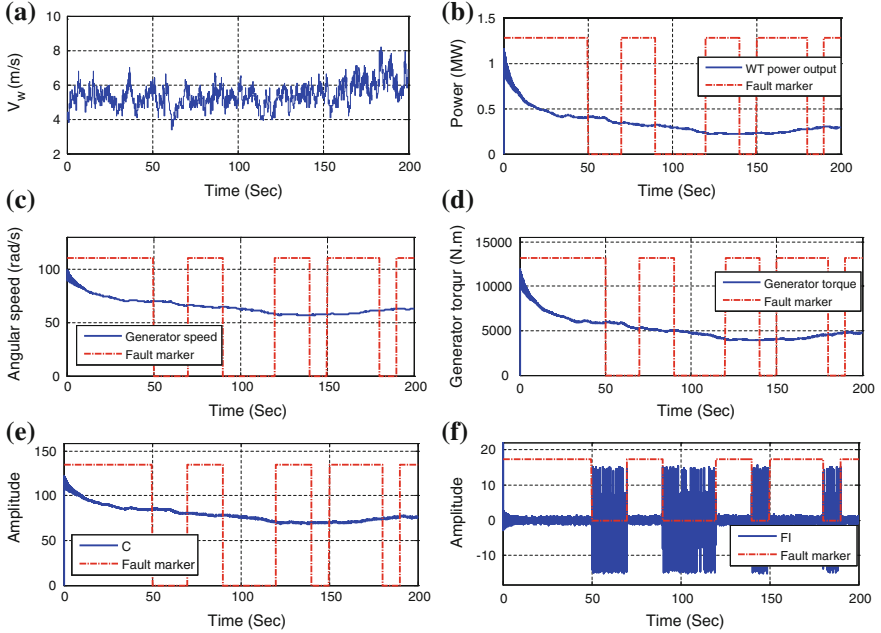 (a)
10
8
6
4
2
0
50
100
150
200
V_w (m/s)
Time (Sec)
(b)
1.5
1
0.5
0
0
50
100
150
200
Power (MW)
WT power output
Fault marker
Time (Sec)
(c)
100
50
0
0
50
100
150
200
Angular speed (rad/s)
Generator speed
Fault marker
Time (Sec)
(d)
15000
10000
5000
0
0
50
100
150
200
Generator torqur (N.m)
Generator torque
Fault marker
Time (Sec)
(e)
150
100
50
0
0
50
100
150
200
Amplitude
C
Fault marker
Time (Sec)
(f)
20
10
0
-10
0
50
100
150
200
Amplitude
FI
Fault marker
Time (Sec)